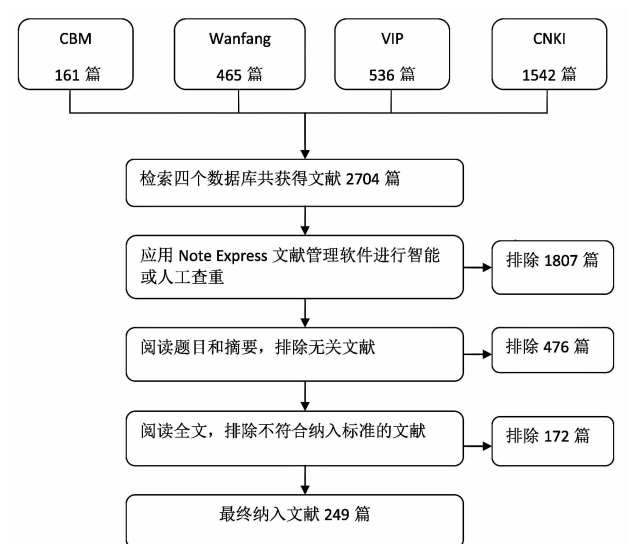 CBM
161 篇
Wanfang
465 篇
VIP
536 篇
CNKI
1542 篇
检索四个数据库共获得文献 2704 篇
应用 Note Express 文献管理软件进行智能
或人工查重
排除 1807 篇
阅读题目和摘要，排除无关文献
排除 476 篇
阅读全文，排除不符合纳入标准的文献
排除 172 篇
最终纳入文献 249 篇